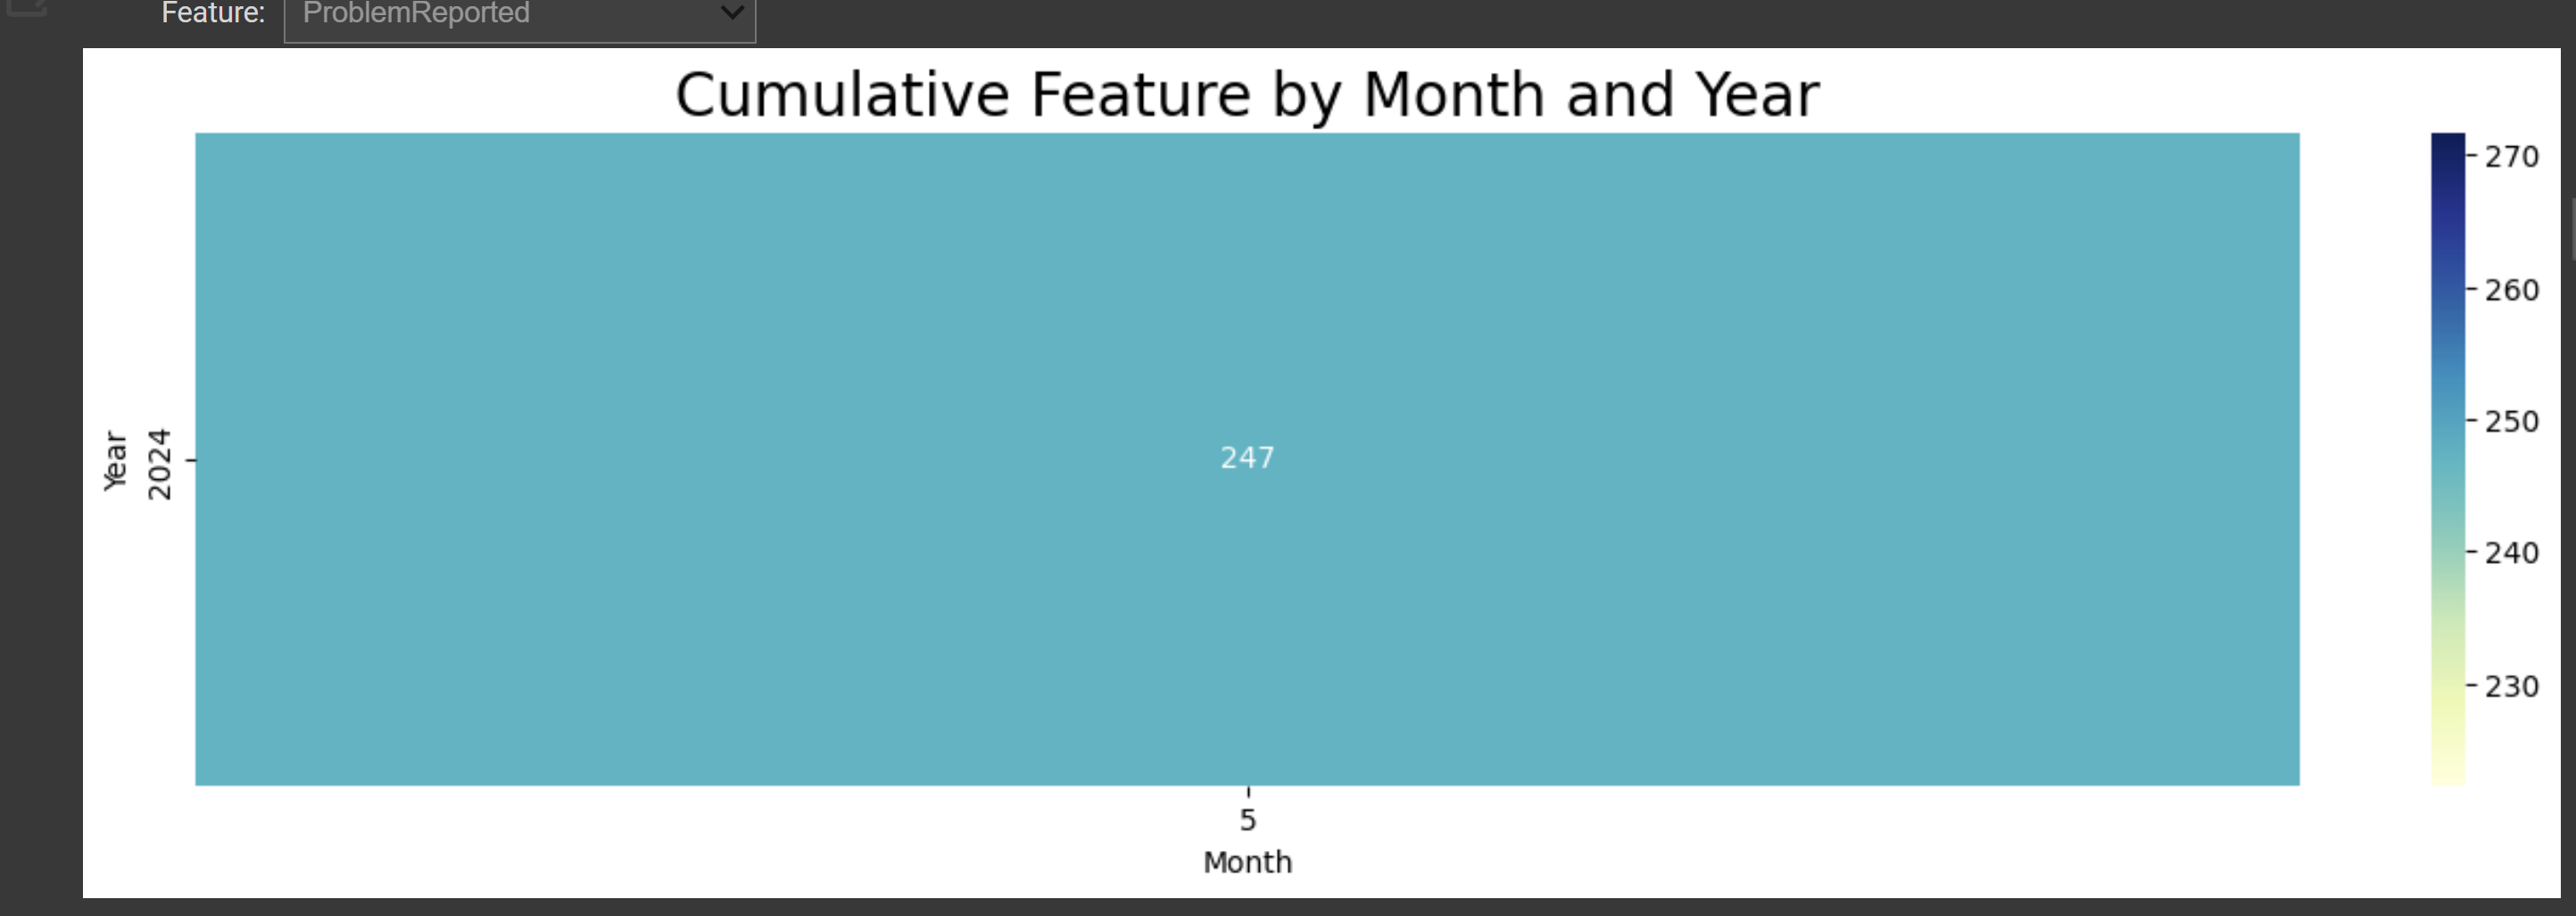 Feature: ProblemReported
Cumulative Feature by Month and Year
270
260
250
240
230
Year
2024
247
5
Month